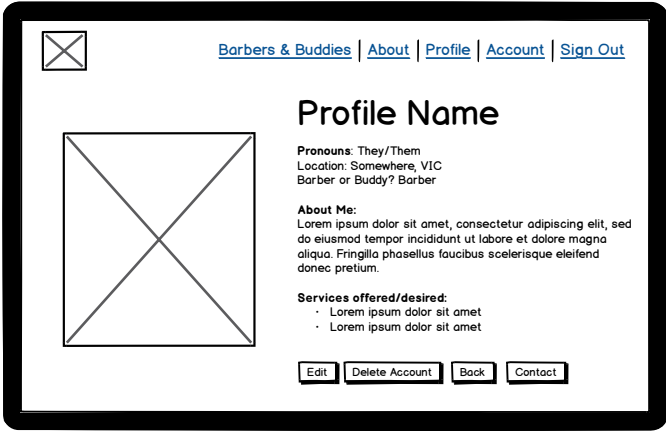 Barbers & Buddies | About | Profile | Account | Sign Out
Profile Name
Pronouns: They/Them
Location: Somewhere, VIC
Barber or Buddy? Barber
About Me:
Lorem ipsum dolor sit amet, consectetur adipiscing elit, sed
do eiusmod tempor incididunt ut labore et dolore magna
aliqua. Fringilla phasellus faucibus scelerisque eleifend
donec pretium.
Services offered/desired:
· Lorem ipsum dolor sit amet
· Lorem ipsum dolor sit amet
Edit Delete Account Back Contact